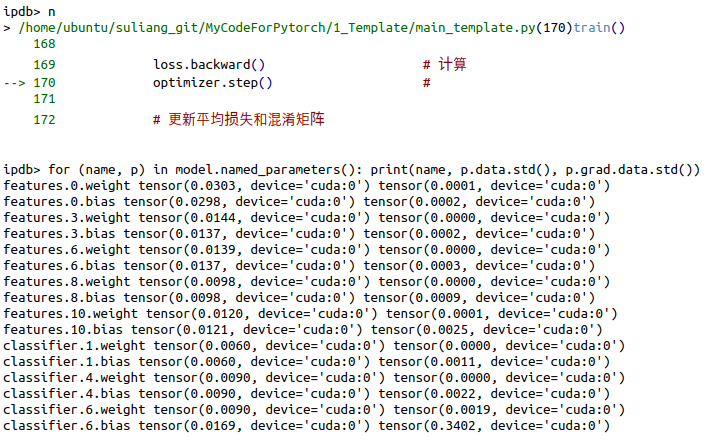 ipdb> n
> /home/ubuntu/suliang_git/MyCodeForPytorch/1_Template/main_template.py(170)train()
168
169 loss.backward() # 计算
--> 170 optimizer.step() #
171
172 # 更新平均损失和混淆矩阵
ipdb> for (name, p) in model.named_parameters(): print(name, p.data.std(), p.grad.data.std())
features.0.weight tensor(0.0303, device='cuda:0') tensor(0.0001, device='cuda:0')
features.0.bias tensor(0.0298, device='cuda:0') tensor(0.0002, device='cuda:0')
features.3.weight tensor(0.0144, device='cuda:0') tensor(0.0000, device='cuda:0')
features.3.bias tensor(0.0137, device='cuda:0') tensor(0.0002, device='cuda:0')
features.6.weight tensor(0.0139, device='cuda:0') tensor(0.0000, device='cuda:0')
features.6.bias tensor(0.0137, device='cuda:0') tensor(0.0003, device='cuda:0')
features.8.weight tensor(0.0098, device='cuda:0') tensor(0.0000, device='cuda:0')
features.8.bias tensor(0.0098, device='cuda:0') tensor(0.0009, device='cuda:0')
features.10.weight tensor(0.0120, device='cuda:0') tensor(0.0001, device='cuda:0')
features.10.bias tensor(0.0121, device='cuda:0') tensor(0.0025, device='cuda:0')
classifier.1.weight tensor(0.0060, device='cuda:0') tensor(0.0000, device='cuda:0')
classifier.1.bias tensor(0.0060, device='cuda:0') tensor(0.0011, device='cuda:0')
classifier.4.weight tensor(0.0090, device='cuda:0') tensor(0.0000, device='cuda:0')
classifier.4.bias tensor(0.0090, device='cuda:0') tensor(0.0022, device='cuda:0')
classifier.6.weight tensor(0.0090, device='cuda:0') tensor(0.0019, device='cuda:0')
classifier.6.bias tensor(0.0169, device='cuda:0') tensor(0.3402, device='cuda:0')